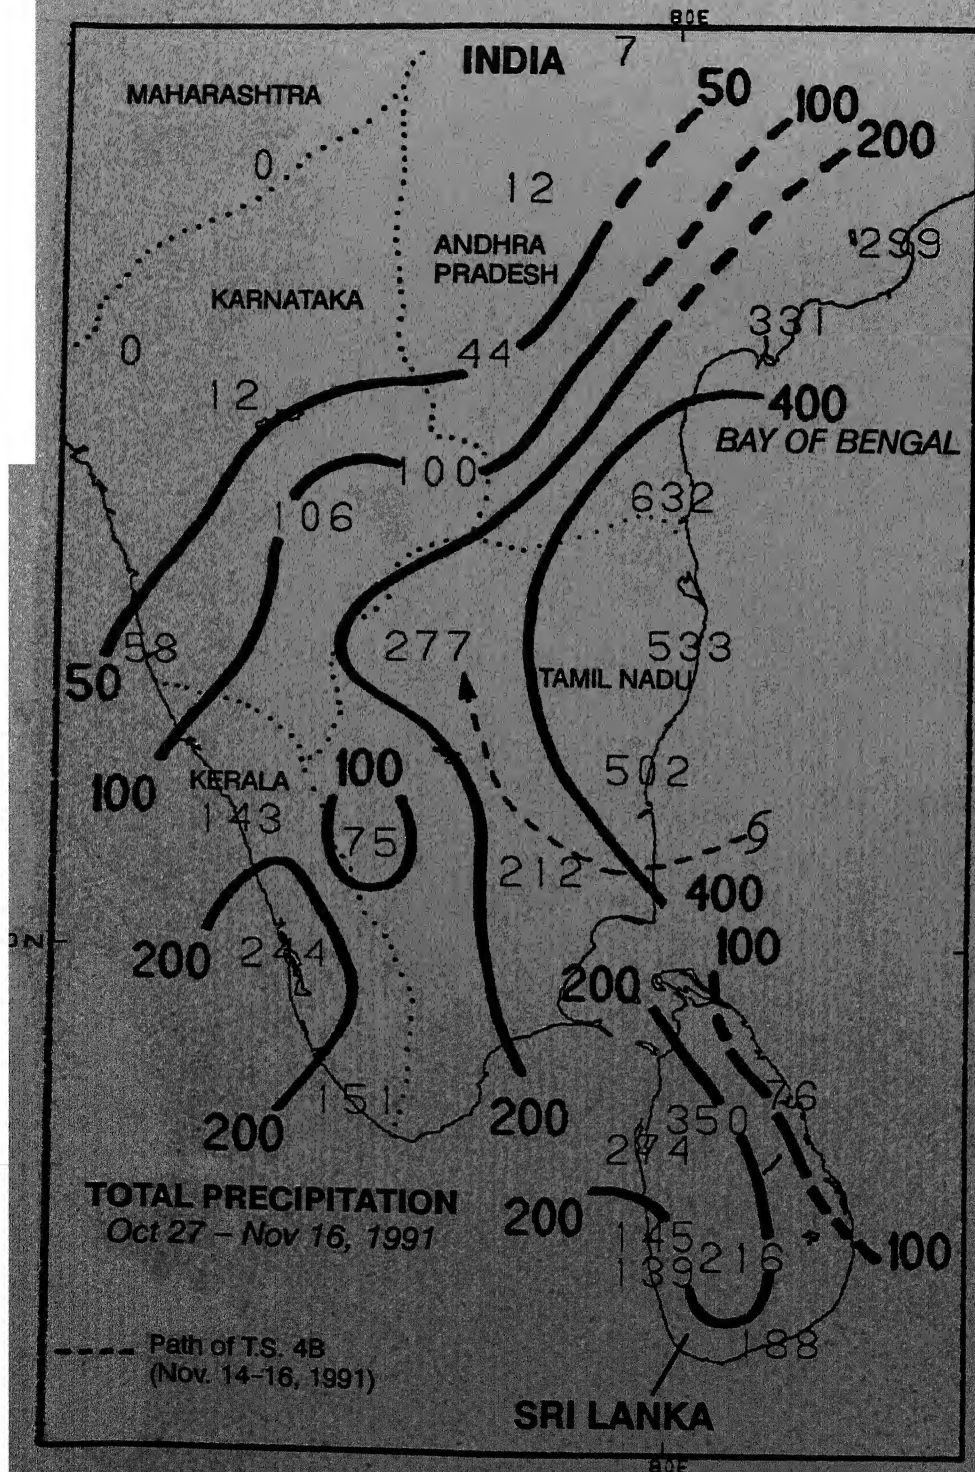 80E
INDIA 7
MAHARASHTRA
50
100
200
0
12
ANDHRA
PRADESH
299
KARNATAKA
331
0
44
12
400
BAY OF BENGAL
100
106
632
277
533
58
TAMIL NADU
50
502
100
KERALA
100
143
75
212
400
200
244
100
200
N
76
151
350
200
200
274
TOTAL PRECIPITATION
Oct 27 – Nov 16, 1991
200
145
216
100
139
188
Path of T.S. 4B
(Nov. 14–16, 1991)
SRI LANKA
80E